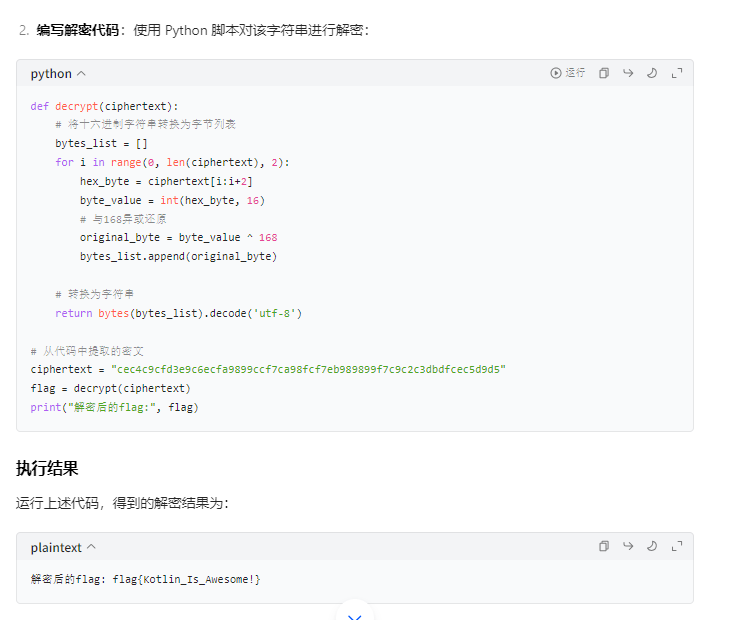 2. 编写解密代码：使用 Python 脚本对该字符串进行解密：
python 运行
def decrypt(ciphertext):
    # 将十六进制字符串转换为字节列表
    bytes_list = []
    for i in range(0, len(ciphertext), 2):
        hex_byte = ciphertext[i:i+2]
        byte_value = int(hex_byte, 16)
        # 与168异或还原
        original_byte = byte_value ^ 168
        bytes_list.append(original_byte)
    # 转换为字符串
    return bytes(bytes_list).decode('utf-8')
# 从代码中提取的密文
ciphertext = "cec4c9cfd3e9c6ecfa9899ccf7ca98fcf7eb989899f7c9c2c3dbdfcec5d9d5"
flag = decrypt(ciphertext)
print("解密后的flag:", flag)
执行结果
运行上述代码，得到的解密结果为：
plaintext
解密后的flag: flag{Kotlin_Is_Awesome!}